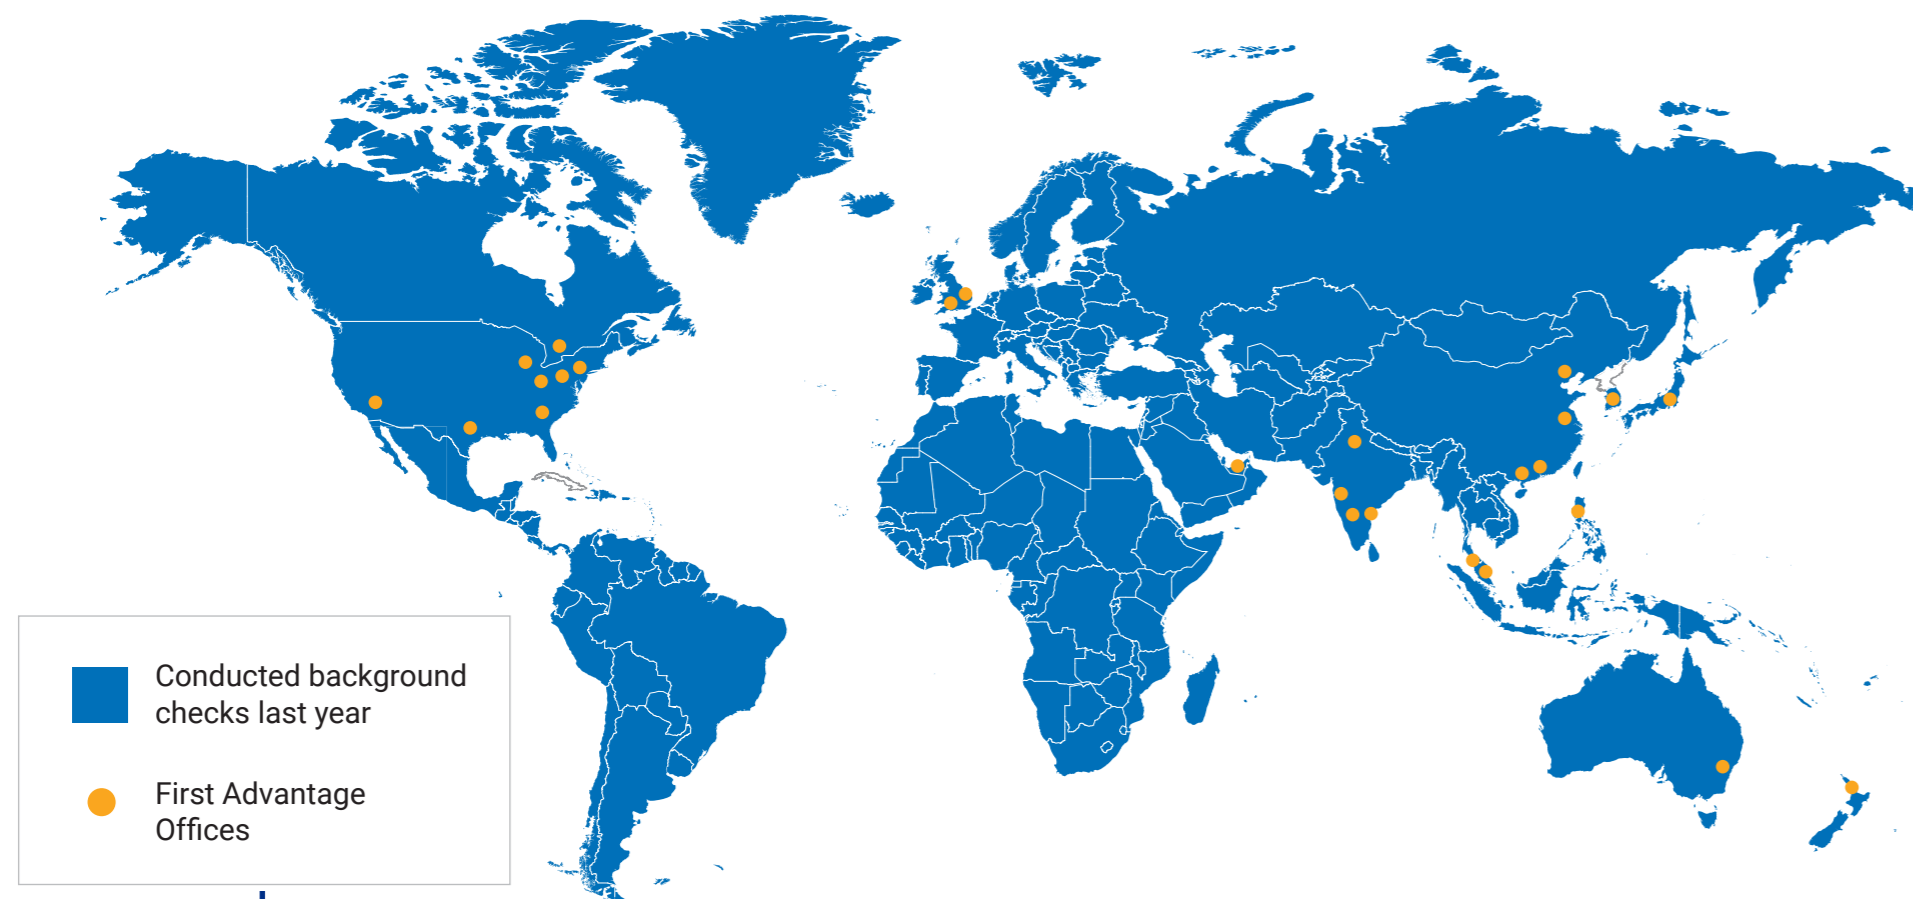 Conducted background
checks last year
First Advantage
Offices